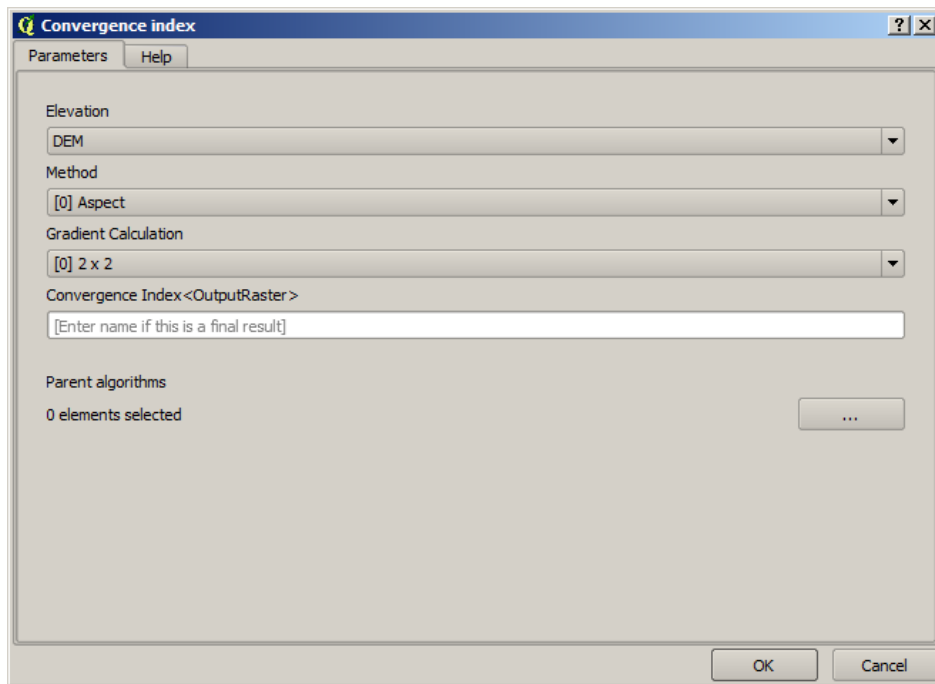 Convergence index
Parameters Help
Elevation
DEM
Method
[0] Aspect
Gradient Calculation
[0] 2 x 2
Convergence Index<OutputRaster>
[Enter name if this is a final result]
Parent algorithms
0 elements selected ...
OK Cancel